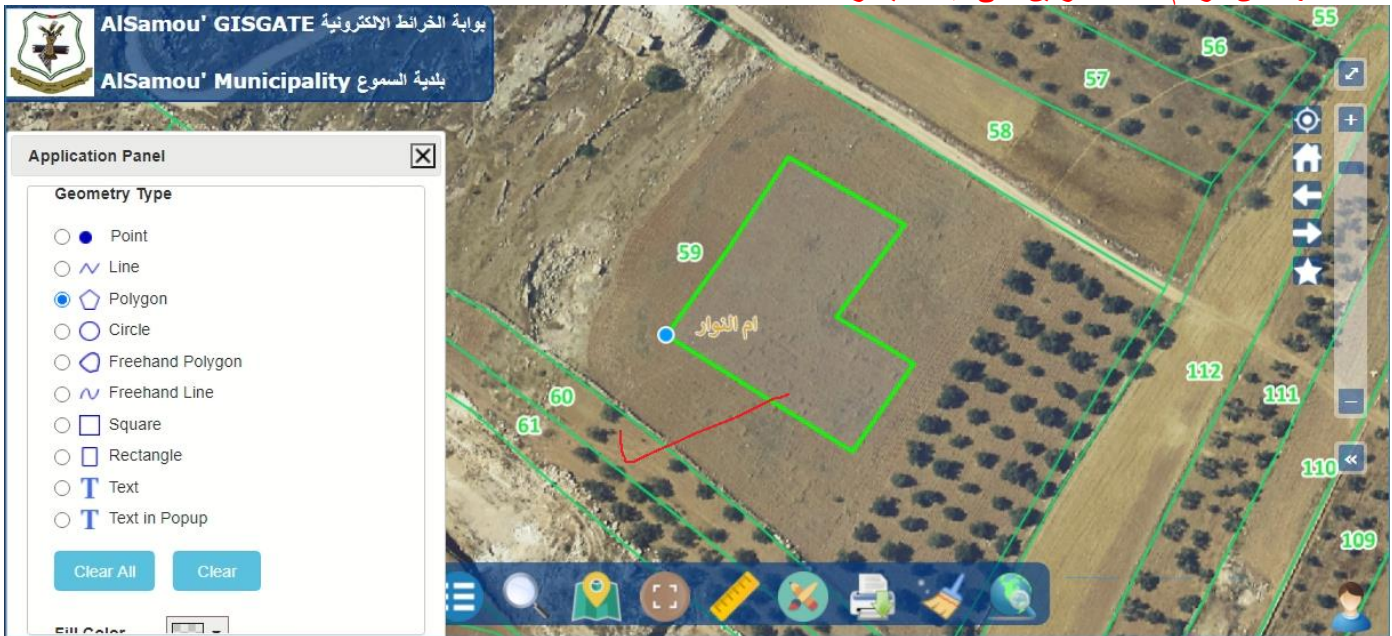 AlSamou' GISGATE بوابة الخرائط الالكترونية
AlSamou' Municipality بلدية السموع
Application Panel
Geometry Type
Point
Line
Polygon
Circle
Freehand Polygon
Freehand Line
Square
Rectangle
T Text
T Text in Popup
Clear All Clear
Fill Color
55
56
57
58
59
ام النوار
60
61
112
111
110
109